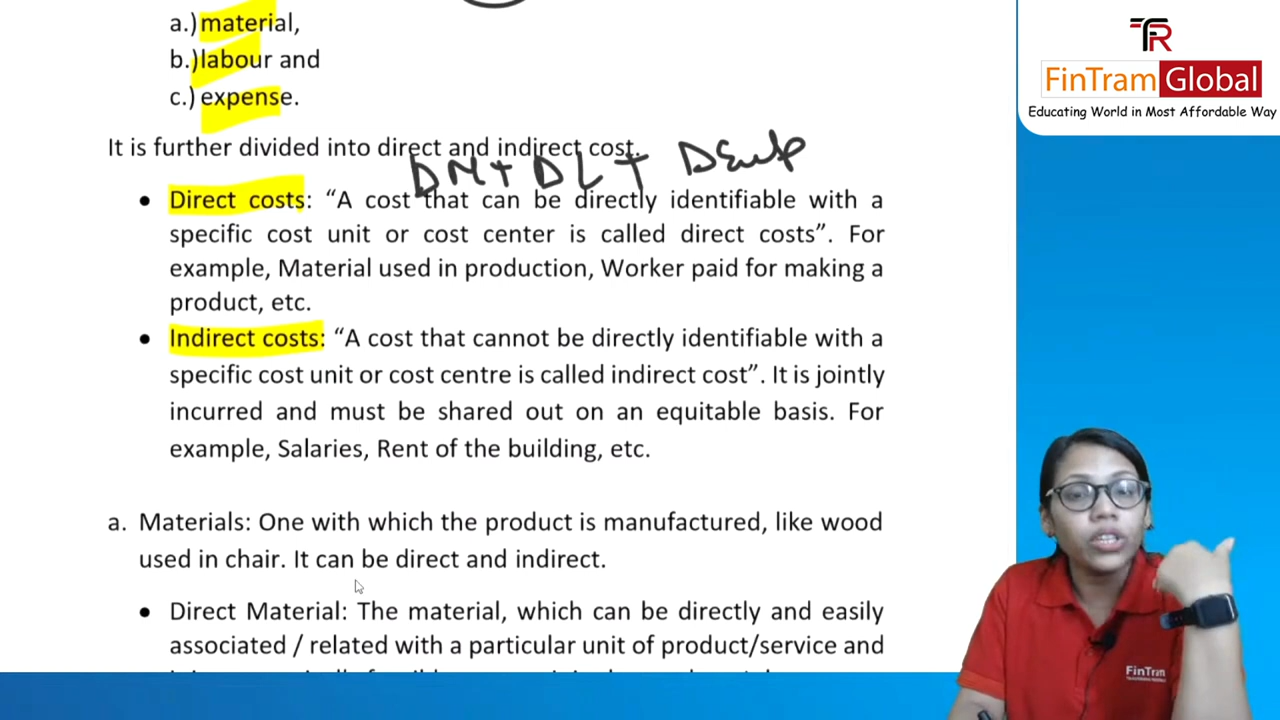 a.) material,
b.) labour and
c.) expense.
It is further divided into direct and indirect cost.
DM + DL + DExp
• Direct costs: “A cost that can be directly identifiable with a
specific cost unit or cost center is called direct costs”. For
example, Material used in production, Worker paid for making a
product, etc.
• Indirect costs: “A cost that cannot be directly identifiable with a
specific cost unit or cost centre is called indirect cost”. It is jointly
incurred and must be shared out on an equitable basis. For
example, Salaries, Rent of the building, etc.
a. Materials: One with which the product is manufactured, like wood
used in chair. It can be direct and indirect.
• Direct Material: The material, which can be directly and easily
associated / related with a particular unit of product/service and
FinTram Global
Educating World in Most Affordable Way
FinTram